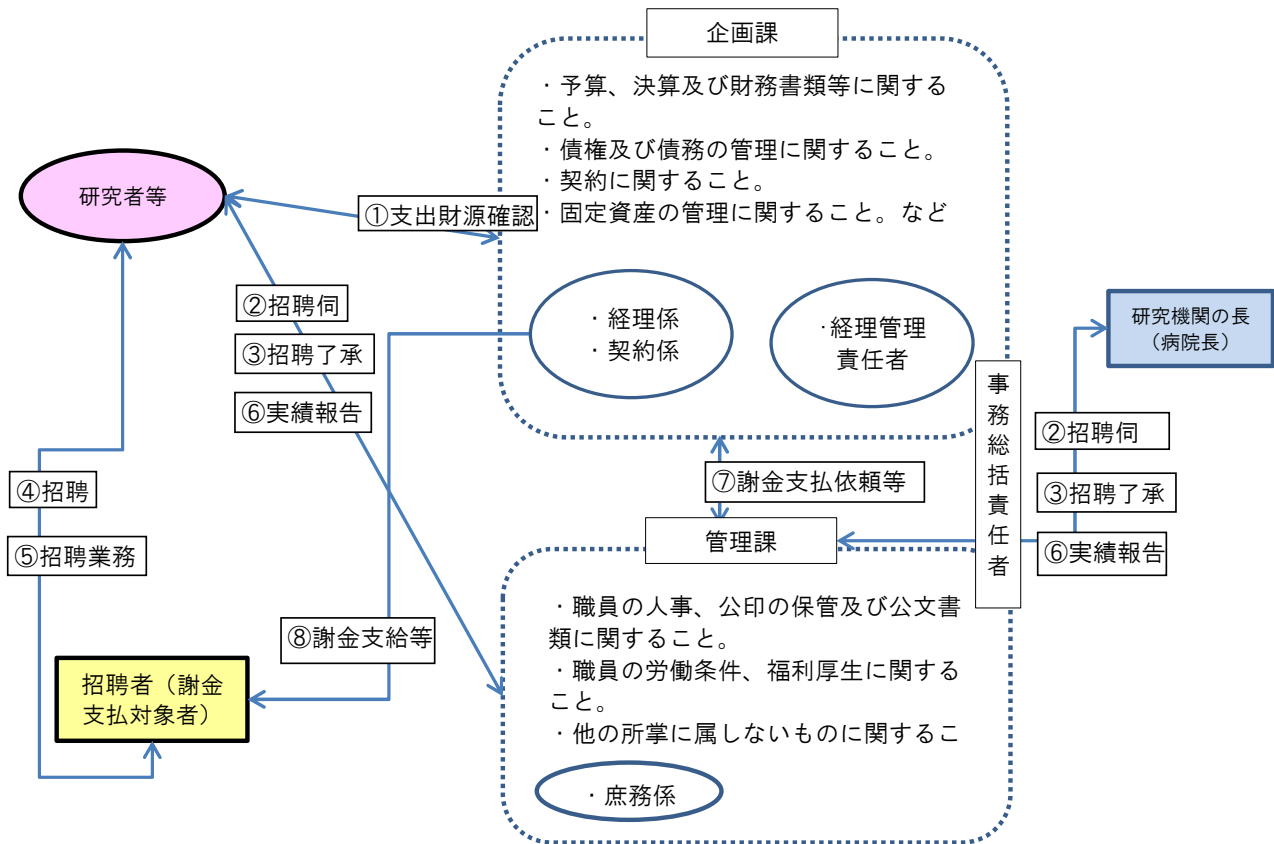 企画課
・予算、決算及び財務書類等に関する
こと。
・債権及び債務の管理に関すること。
・契約に関すること。
・固定資産の管理に関すること。など
研究者等
①支出財源確認
②招聘伺
③招聘了承
⑥実績報告
・経理係
・契約係
・経理管理
責任者
研究機関の長
（病院長）
事務総括責任者
②招聘伺
③招聘了承
⑥実績報告
④招聘
⑤招聘業務
⑦謝金支払依頼等
管理課
・職員の人事、公印の保管及び公文書
類に関すること。
・職員の労働条件、福利厚生に関する
こと。
・他の所掌に属しないものに関するこ
・庶務係
⑧謝金支給等
招聘者（謝金
支払対象者）